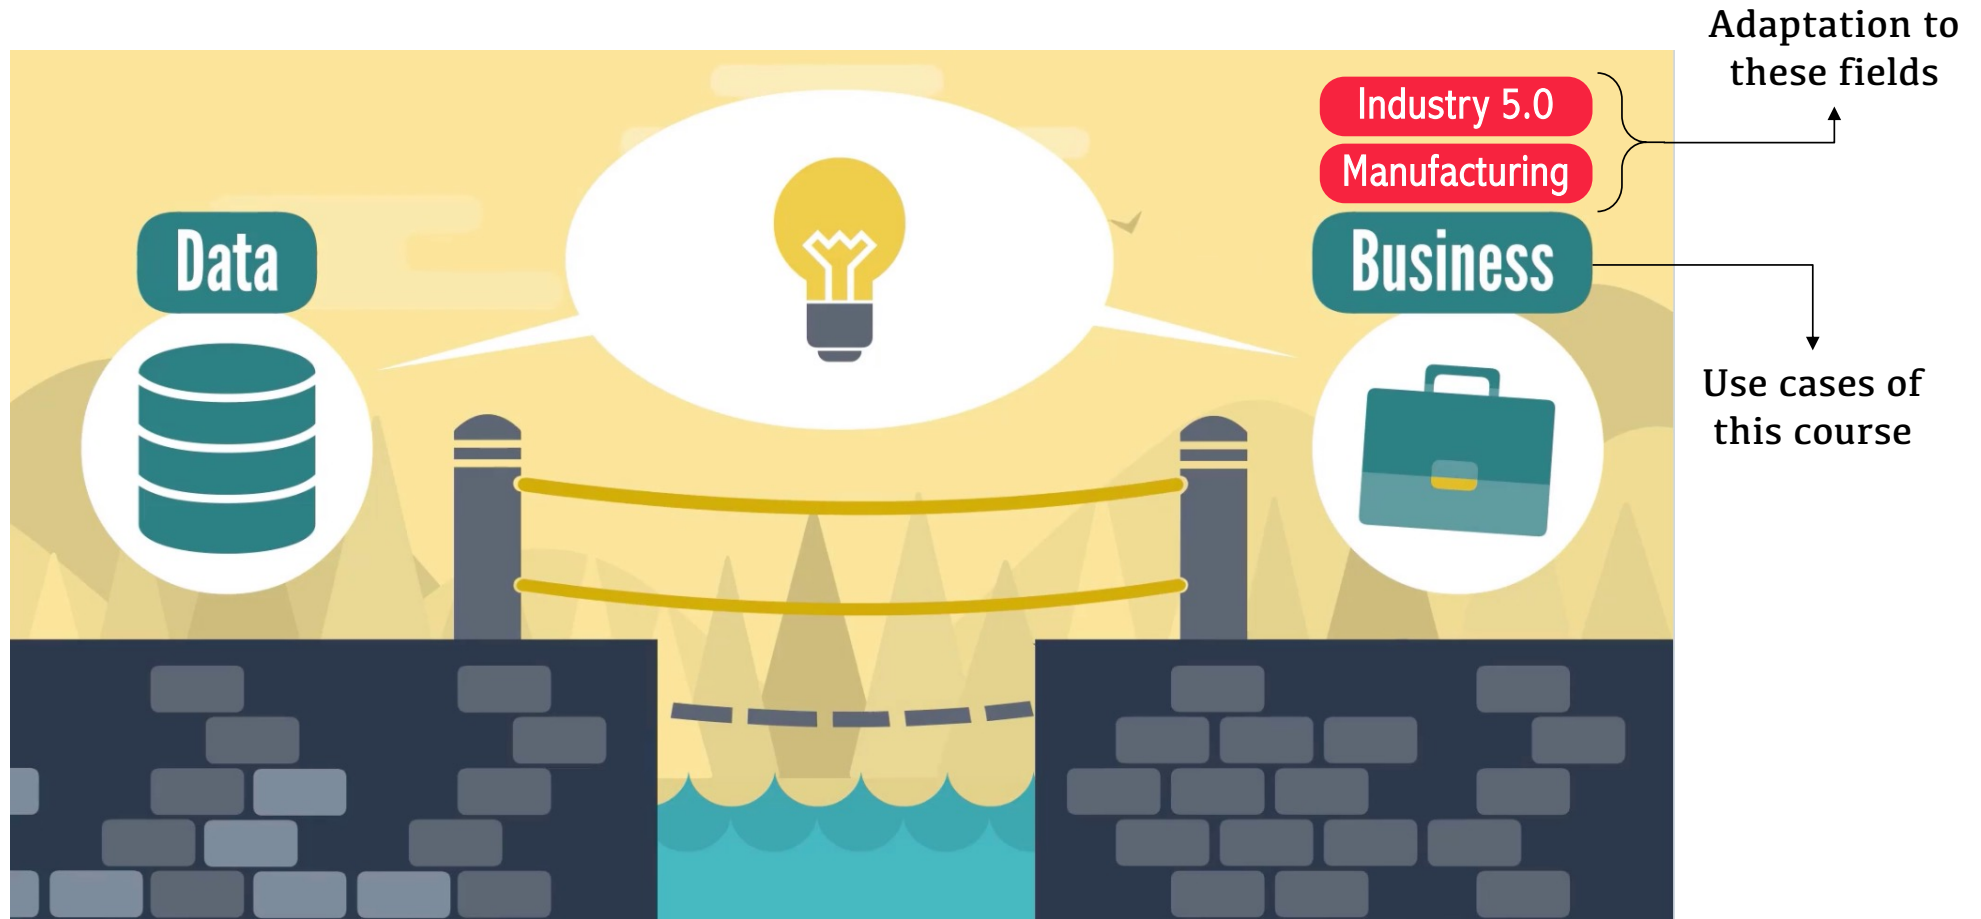 Adaptation to
these fields
Industry 5.0
Manufacturing
Data
Business
Use cases of
this course